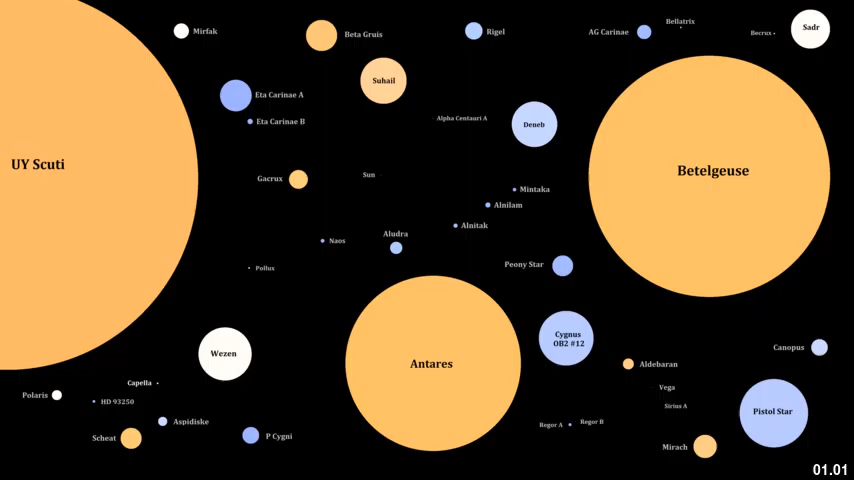 Mirfak
Beta Gruis
Rigel
AG Carinae
Bellatrix
Becrux
Sadr
Suhail
Eta Carinae A
Eta Carinae B
Alpha Centauri A
Deneb
UY Scuti
Betelgeuse
Gacrux
Sun
Mintaka
Alnilam
Alnitak
Naos
Aludra
Pollux
Peony Star
Wezen
Antares
Cygnus
OB2 #12
Canopus
Aldebaran
Capella
Vega
Polaris
HD 93250
Sirius A
Pistol Star
Aspidiske
Regor A
Regor B
Scheat
P Cygni
Mirach
01.01